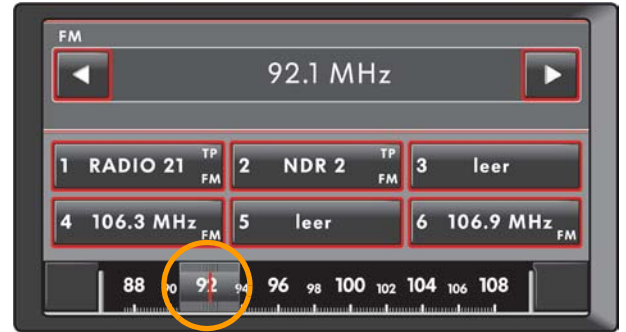 FM
92.1 MHz
1 RADIO 21 TP FM
2 NDR 2 TP FM
3 leer
4 106.3 MHz FM
5 leer
6 106.9 MHz FM
88 90 92 94 96 98 100 102 104 106 108